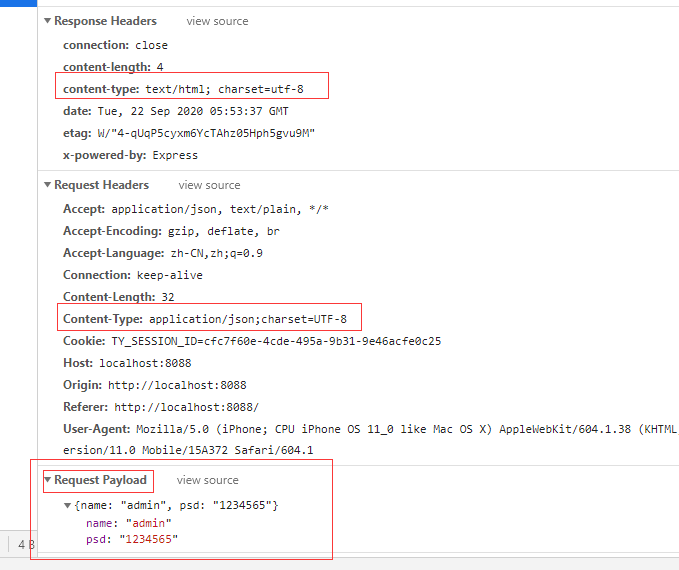 Response Headers view source
connection: close
content-length: 4
content-type: text/html; charset=utf-8
date: Tue, 22 Sep 2020 05:53:37 GMT
etag: W/"4-qUqP5cyxm6YcTAhz05Hph5gvu9M"
x-powered-by: Express
Request Headers view source
Accept: application/json, text/plain, */*
Accept-Encoding: gzip, deflate, br
Accept-Language: zh-CN,zh;q=0.9
Connection: keep-alive
Content-Length: 32
Content-Type: application/json;charset=UTF-8
Cookie: TY_SESSION_ID=cfc7f60e-4cde-495a-9b31-9e46acfe0c25
Host: localhost:8088
Origin: http://localhost:8088
Referer: http://localhost:8088/
User-Agent: Mozilla/5.0 (iPhone; CPU iPhone OS 11_0 like Mac OS X) AppleWebKit/604.1.38 (KHTML
ersion/11.0 Mobile/15A372 Safari/604.1
Request Payload view source
{name: "admin", psd: "1234565"}
name: "admin"
psd: "1234565"
4 B